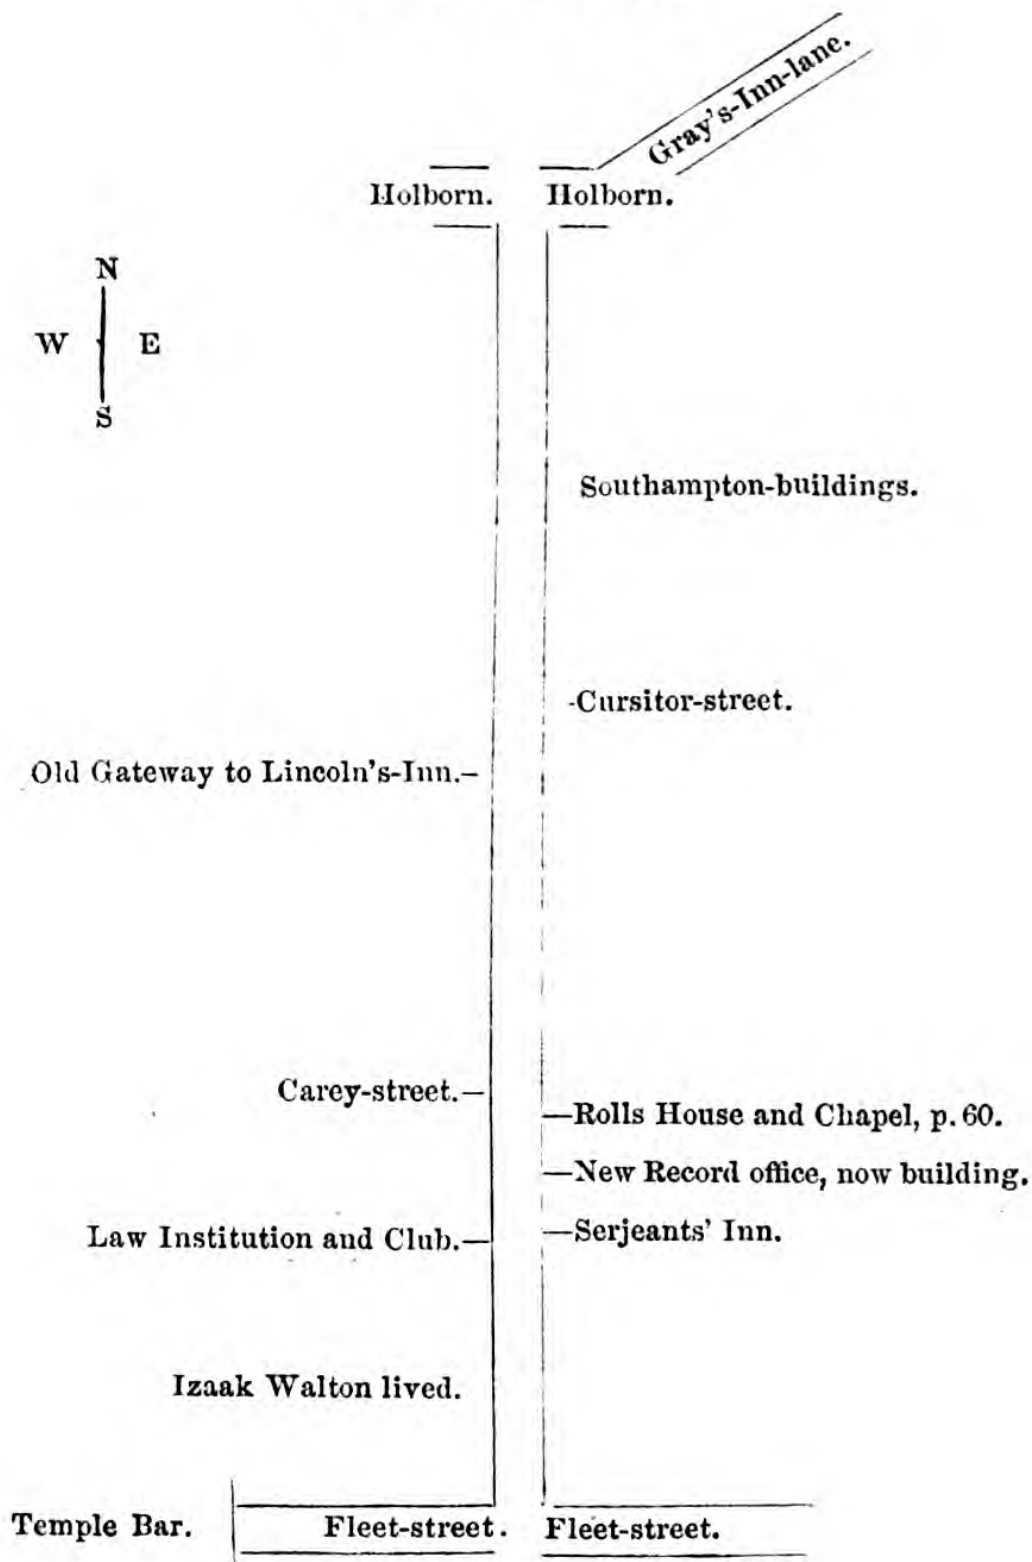 Gray's-Inn-lane.
Holborn. Holborn.
N
W E
S
Southampton-buildings.
-Cursitor-street.
Old Gateway to Lincoln's-Inn.-
Carey-street.—
—Rolls House and Chapel, p. 60.
—New Record office, now building.
Law Institution and Club.—
—Serjeants' Inn.
Izaak Walton lived.
Temple Bar. Fleet-street. Fleet-street.